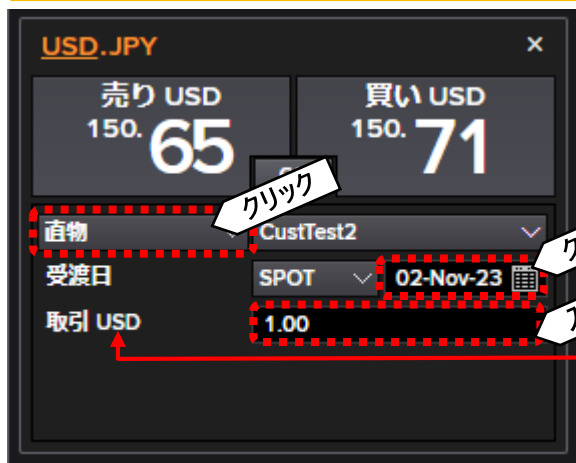 USD.JPY ×
売り USD 買い USD
150.65 150.71
クリック
直物 CustTest2
受渡日 SPOT 02-Nov-23
取引 USD 1.00